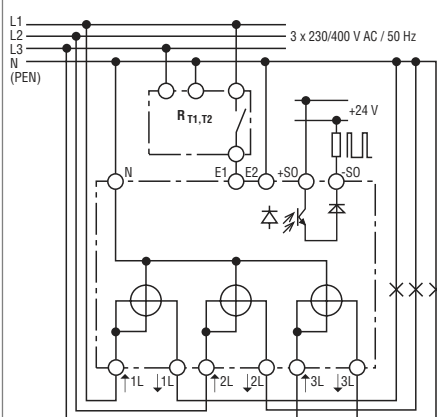 L1
L2
3 x 230/400 V AC / 50 Hz
L3
N
(PEN)
+24 V
R T1,T2
N
E1
E2
+SO
-SO
↑1L
↓1L
↑2L
↓2L
↑3L
↓3L